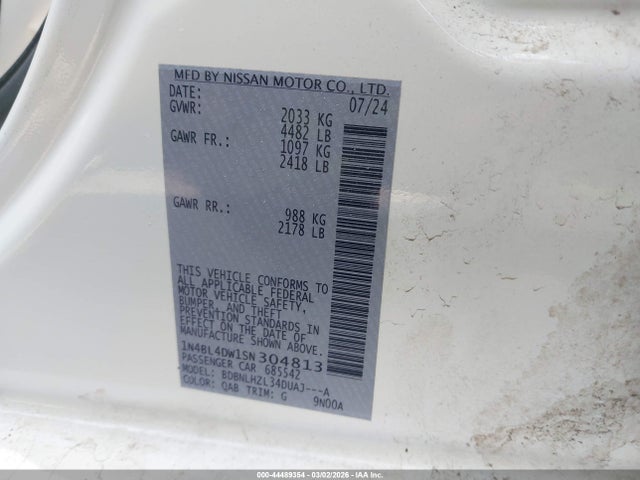 MFD BY NISSAN MOTOR CO., LTD.
DATE: 07/24
GVWR: 2033 KG
4482 LB
GAWR FR.: 1097 KG
2418 LB
GAWR RR.: 988 KG
2178 LB
THIS VEHICLE CONFORMS TO
ALL APPLICABLE FEDERAL
MOTOR VEHICLE SAFETY,
BUMPER, AND THEFT
PREVENTION STANDARDS IN
EFFECT ON THE DATE OF
MANUFACTURE SHOWN ABOVE.
1N4BL4DW1SN304813
PASSENGER CAR 685542
MODEL: BDBNLHZL34DUAJ---A
COLOR: QAB TRIM: G 9N00A
000-44489354 | 03/02/2026 - IAA Inc.